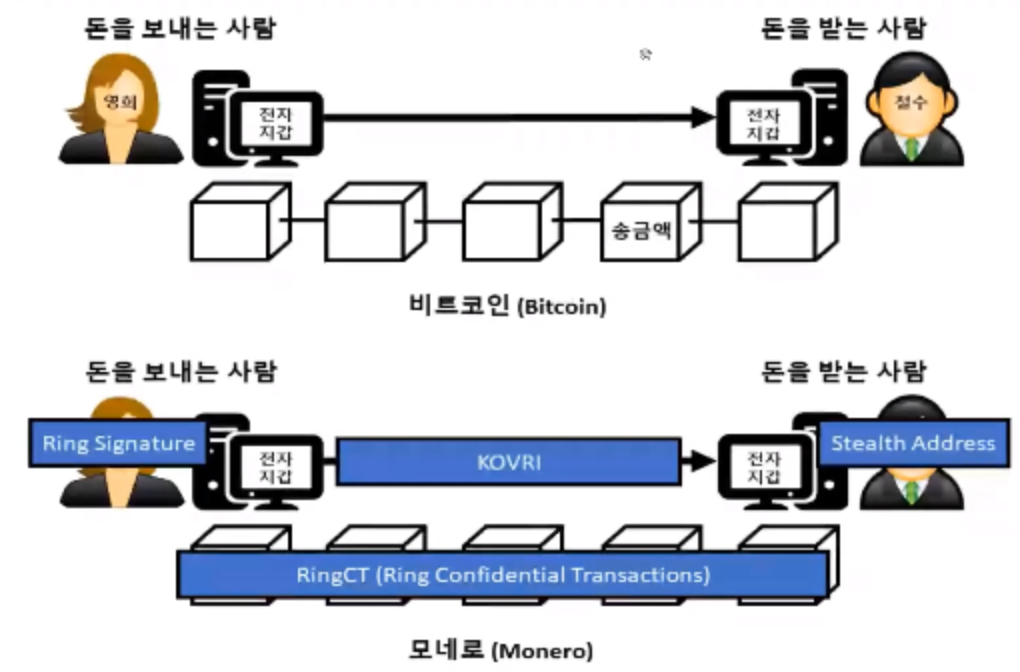 돈을 보내는 사람
돈을 받는 사람
영희
전자
지갑
전자
지갑
철수
송금액
비트코인 (Bitcoin)
돈을 보내는 사람
돈을 받는 사람
Ring Signature
전자
지갑
KOVRI
전자
지갑
Stealth Address
RingCT (Ring Confidential Transactions)
모네로 (Monero)